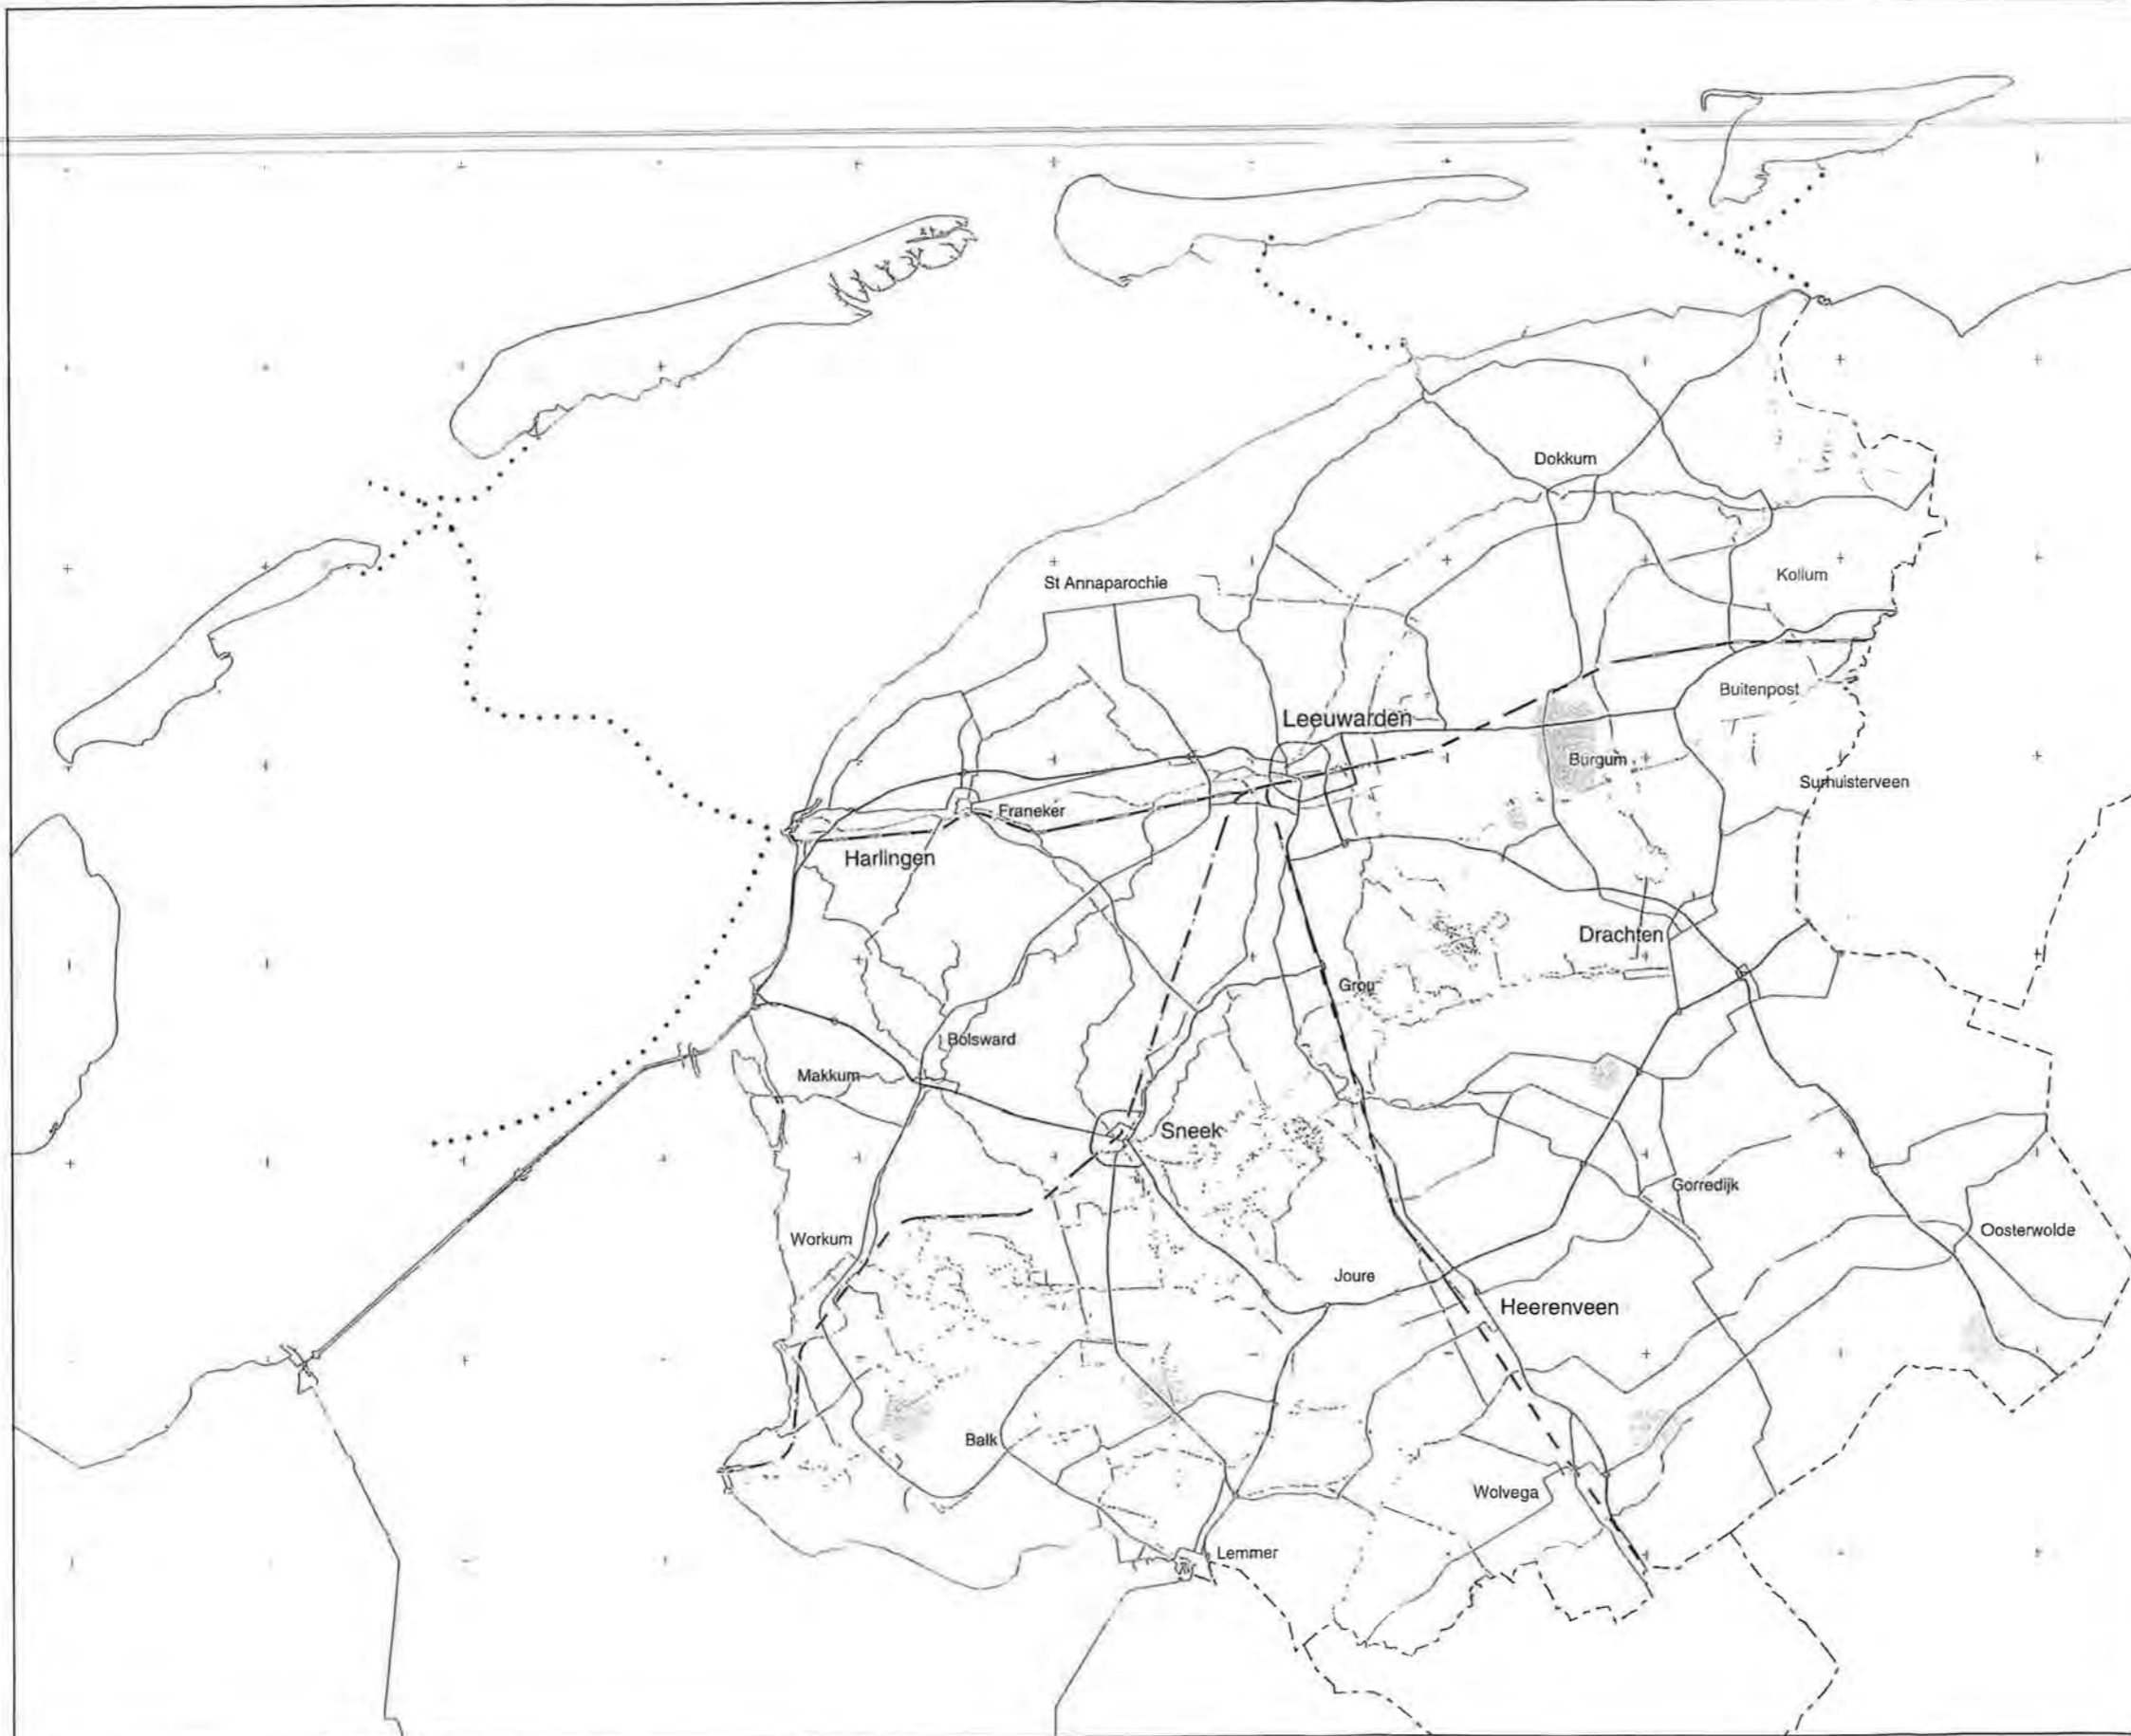 Dokkum
Kollum
St Annaparochie
Buitenpost
Leeuwarden
Burgum
Surhuisterveen
Franeker
Harlingen
Drachten
Grou
Bolsward
Makkum
Sneek
Gorredijk
Workum
Oosterwolde
Joure
Heerenveen
Balk
Wolvega
Lemmer